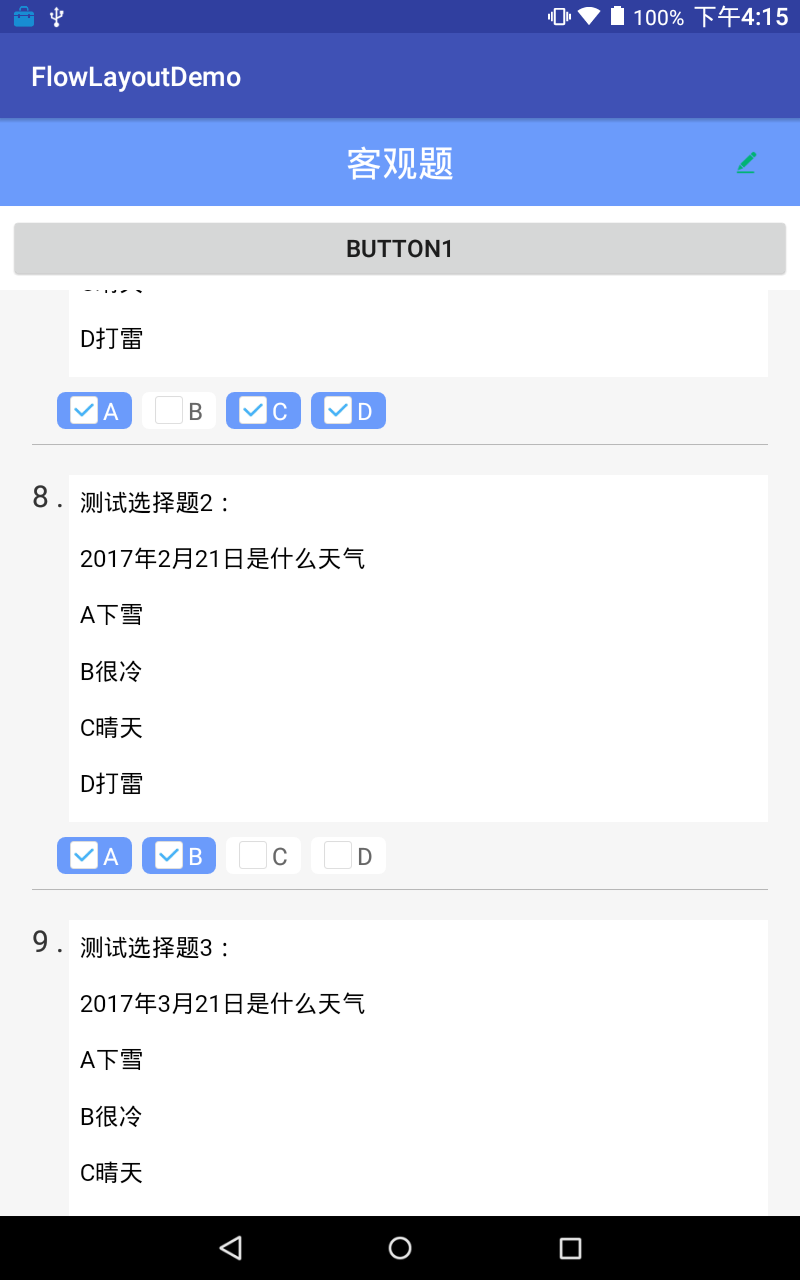 100% 下午4:15
FlowLayoutDemo
客观题
BUTTON1
D打雷
A B C D
8 . 测试选择题2：
2017年2月21日是什么天气
A下雪
B很冷
C晴天
D打雷
A B C D
9 . 测试选择题3：
2017年3月21日是什么天气
A下雪
B很冷
C晴天